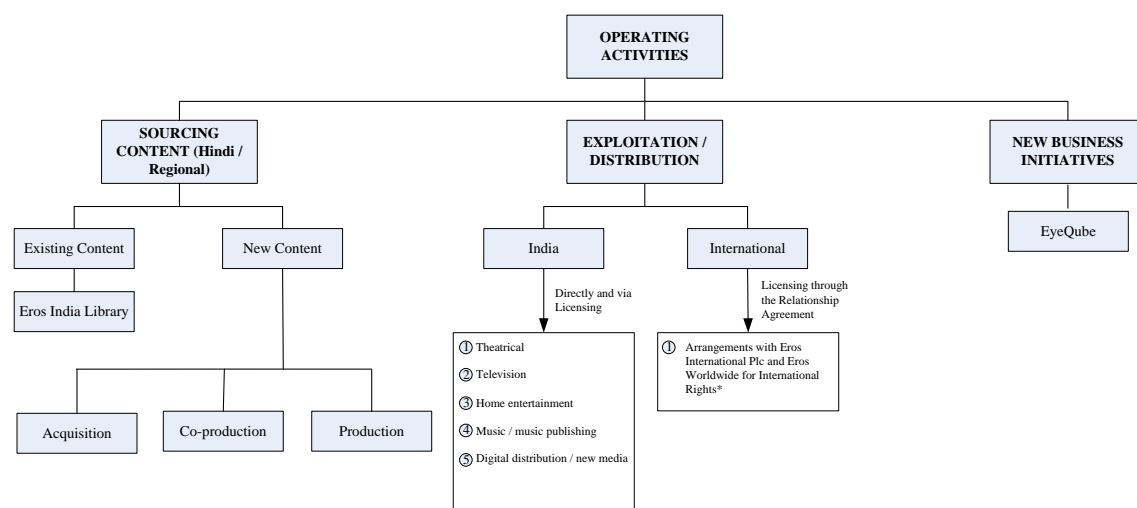 OPERATING
ACTIVITIES
SOURCING
CONTENT (Hindi /
Regional)
EXPLOITATION /
DISTRIBUTION
NEW BUSINESS
INITIATIVES
Existing Content
New Content
India
International
EyeQube
Eros India Library
Directly and via
Licensing
Licensing through
the Relationship
Agreement
1 Theatrical
2 Television
3 Home entertainment
4 Music / music publishing
5 Digital distribution / new media
1 Arrangements with Eros
International Plc and Eros
Worldwide for International
Rights*
Acquisition
Co-production
Production